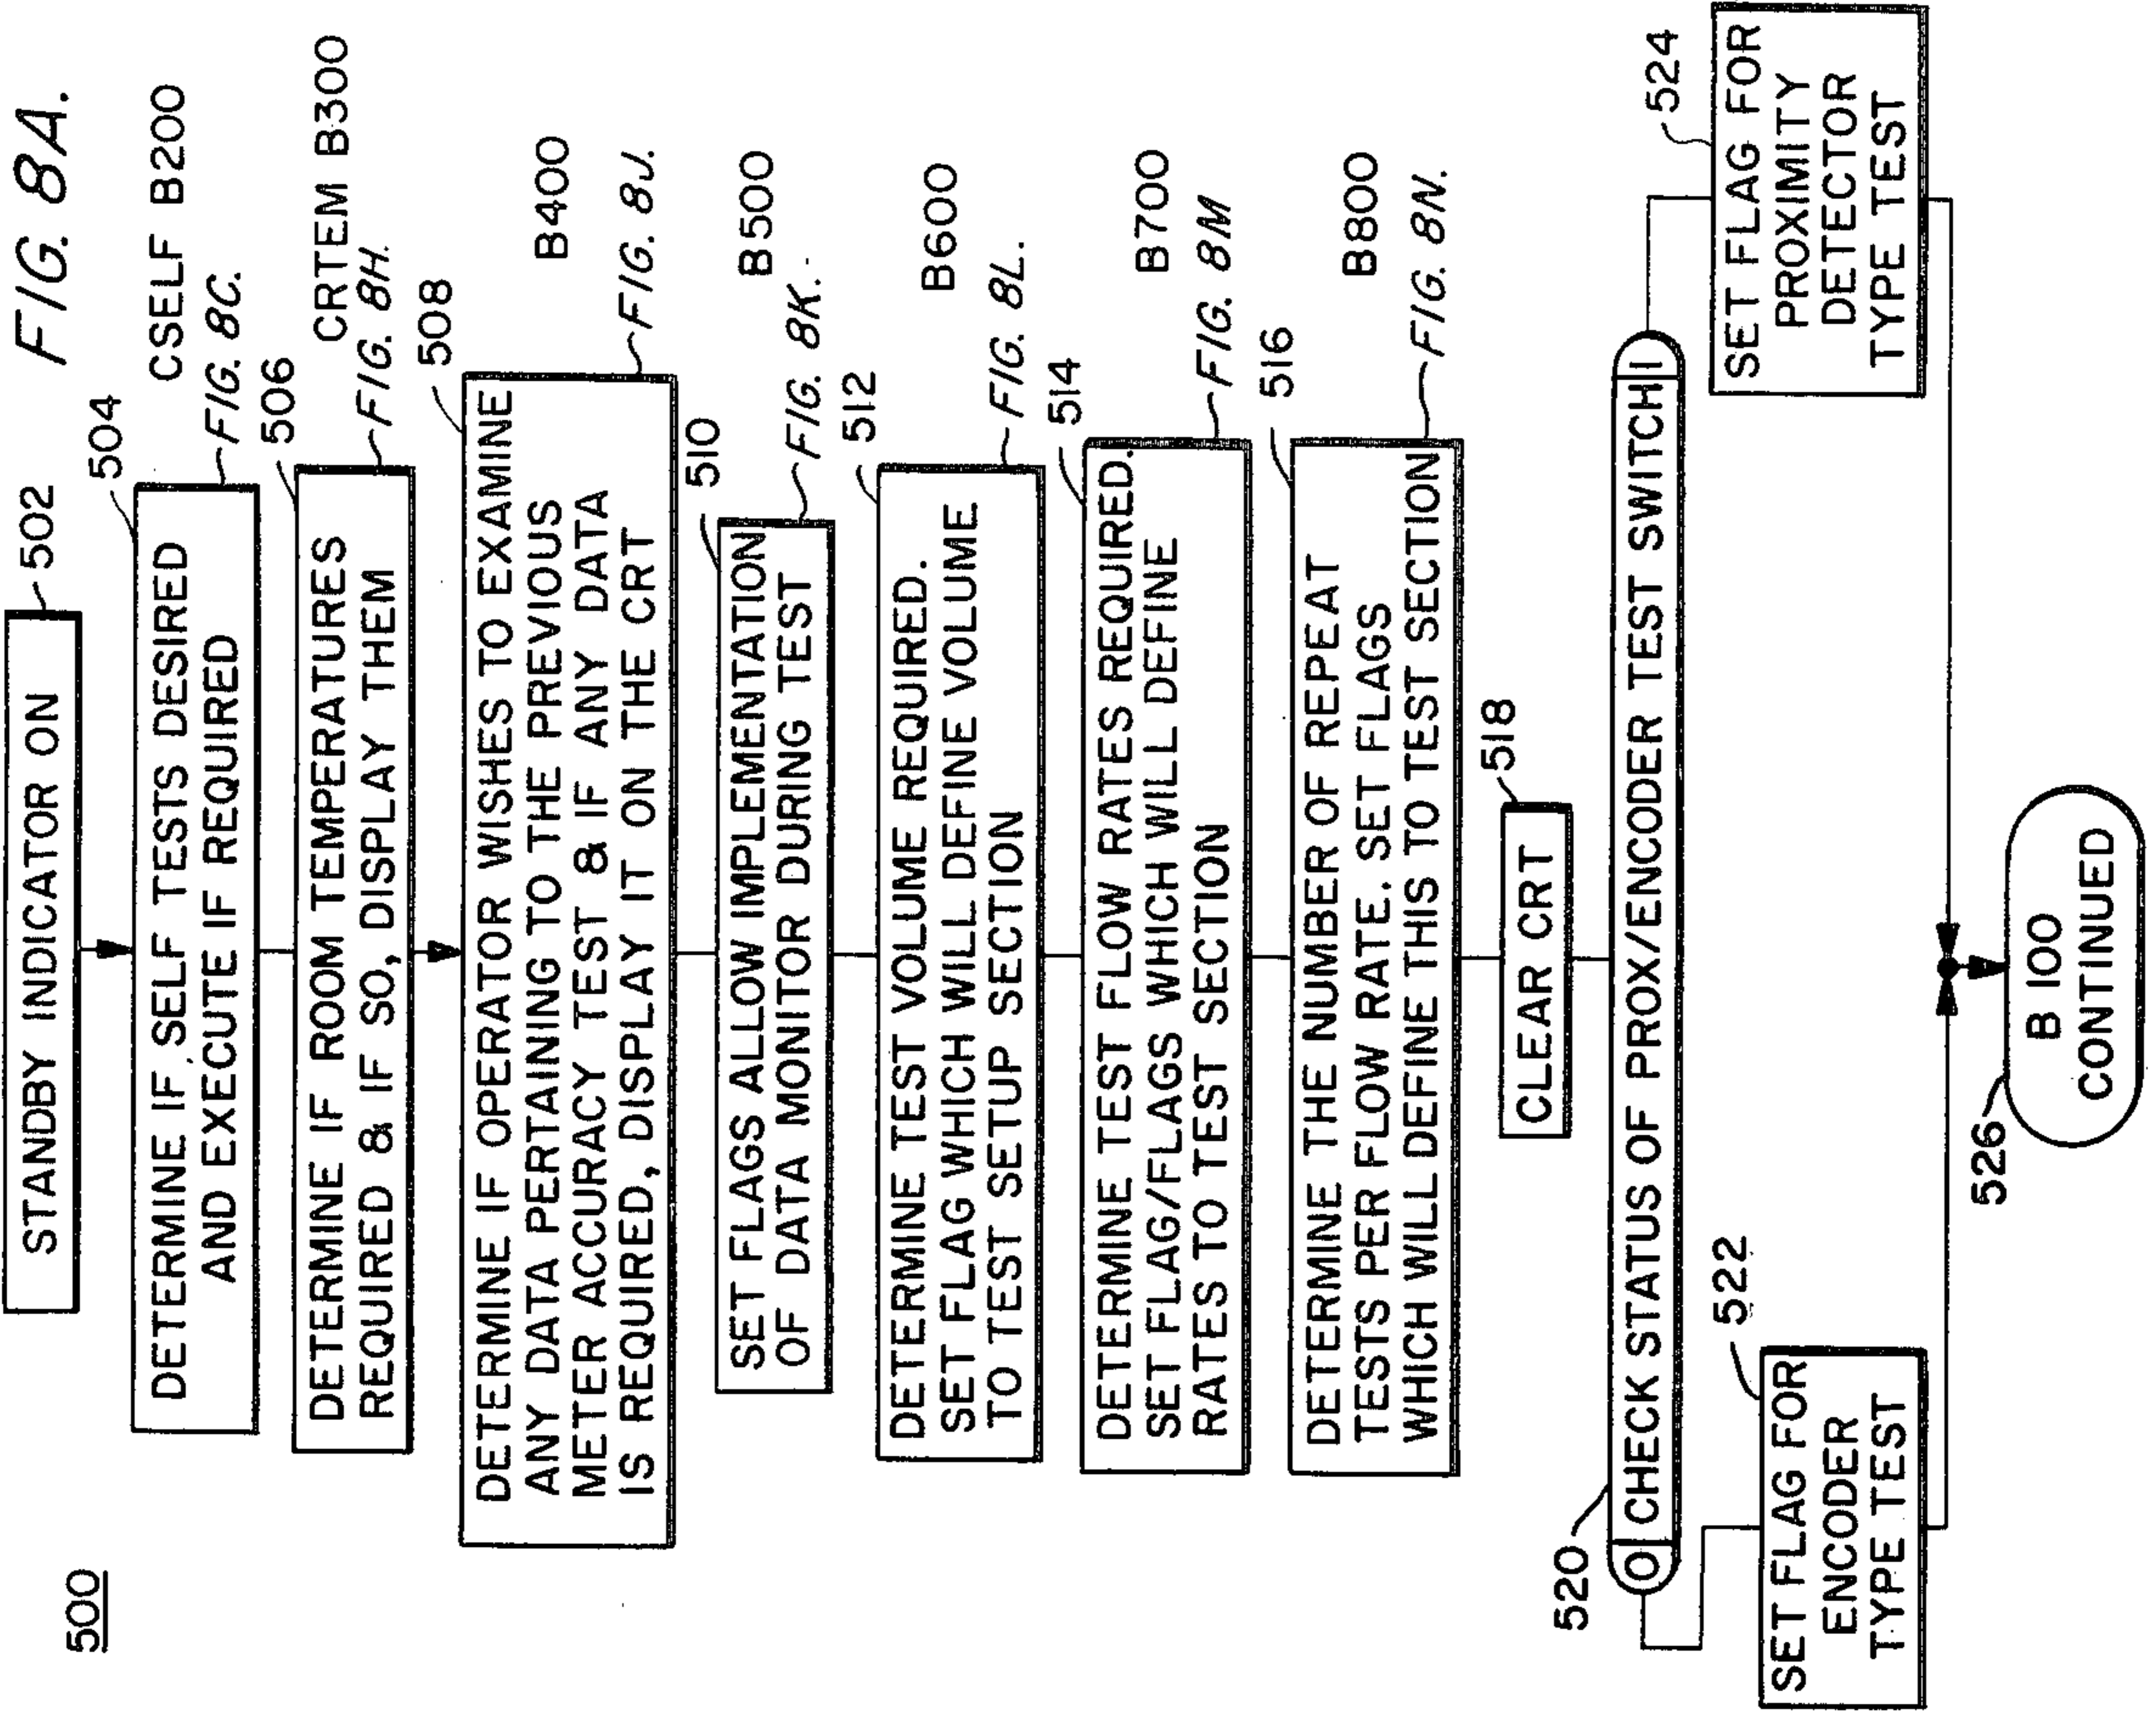 FIG. 8A.
500
STANDBY INDICATOR ON
502
504
CSELF B200
DETERMINE IF SELF TESTS DESIRED
AND EXECUTE IF REQUIRED
FIG. 8C.
506
CRTEM B300
DETERMINE IF ROOM TEMPERATURES
REQUIRED & IF SO, DISPLAY THEM
FIG. 8H.
508
DETERMINE IF OPERATOR WISHES TO EXAMINE
ANY DATA PERTAINING TO THE PREVIOUS
METER ACCURACY TEST & IF ANY DATA
IS REQUIRED, DISPLAY IT ON THE CRT
B400
FIG. 8J.
510
SET FLAGS ALLOW IMPLEMENTATION
OF DATA MONITOR DURING TEST
B500
FIG. 8K.
512
DETERMINE TEST VOLUME REQUIRED.
SET FLAG WHICH WILL DEFINE VOLUME
TO TEST SETUP SECTION
B600
FIG. 8L.
514
DETERMINE TEST FLOW RATES REQUIRED.
SET FLAG/FLAGS WHICH WILL DEFINE
RATES TO TEST SECTION
B700
FIG. 8M
516
DETERMINE THE NUMBER OF REPEAT
TESTS PER FLOW RATE. SET FLAGS
WHICH WILL DEFINE THIS TO TEST SECTION
B800
FIG. 8N.
518
CLEAR CRT
520
0 CHECK STATUS OF PROX/ENCODER TEST SWITCH 1
522
SET FLAG FOR
ENCODER
TYPE TEST
524
SET FLAG FOR
PROXIMITY
DETECTOR
TYPE TEST
526
B 100
CONTINUED